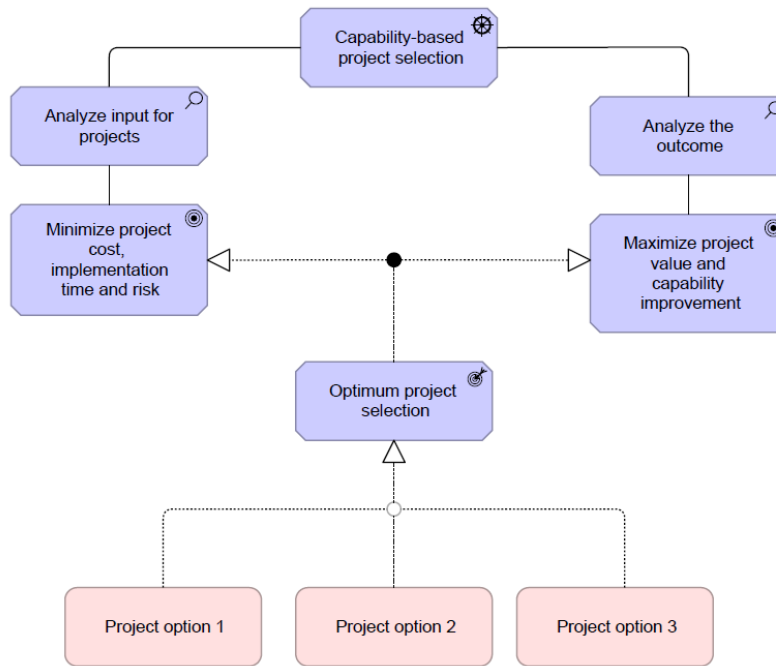 Capability-based
project selection
Analyze input for
projects
Analyze the
outcome
Minimize project
cost,
implementation
time and risk
Maximize project
value and
capability
improvement
Optimum project
selection
Project option 1
Project option 2
Project option 3